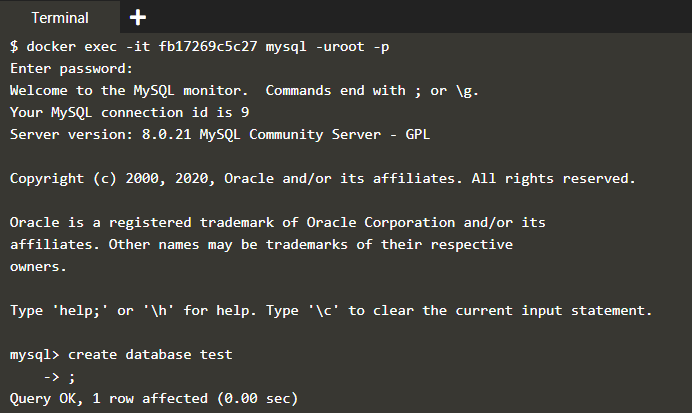 Terminal +
$ docker exec -it fb17269c5c27 mysql -uroot -p
Enter password:
Welcome to the MySQL monitor.  Commands end with ; or \g.
Your MySQL connection id is 9
Server version: 8.0.21 MySQL Community Server - GPL
Copyright (c) 2000, 2020, Oracle and/or its affiliates. All rights reserved.
Oracle is a registered trademark of Oracle Corporation and/or its
affiliates. Other names may be trademarks of their respective
owners.
Type 'help;' or '\h' for help. Type '\c' to clear the current input statement.
mysql> create database test
    -> ;
Query OK, 1 row affected (0.00 sec)